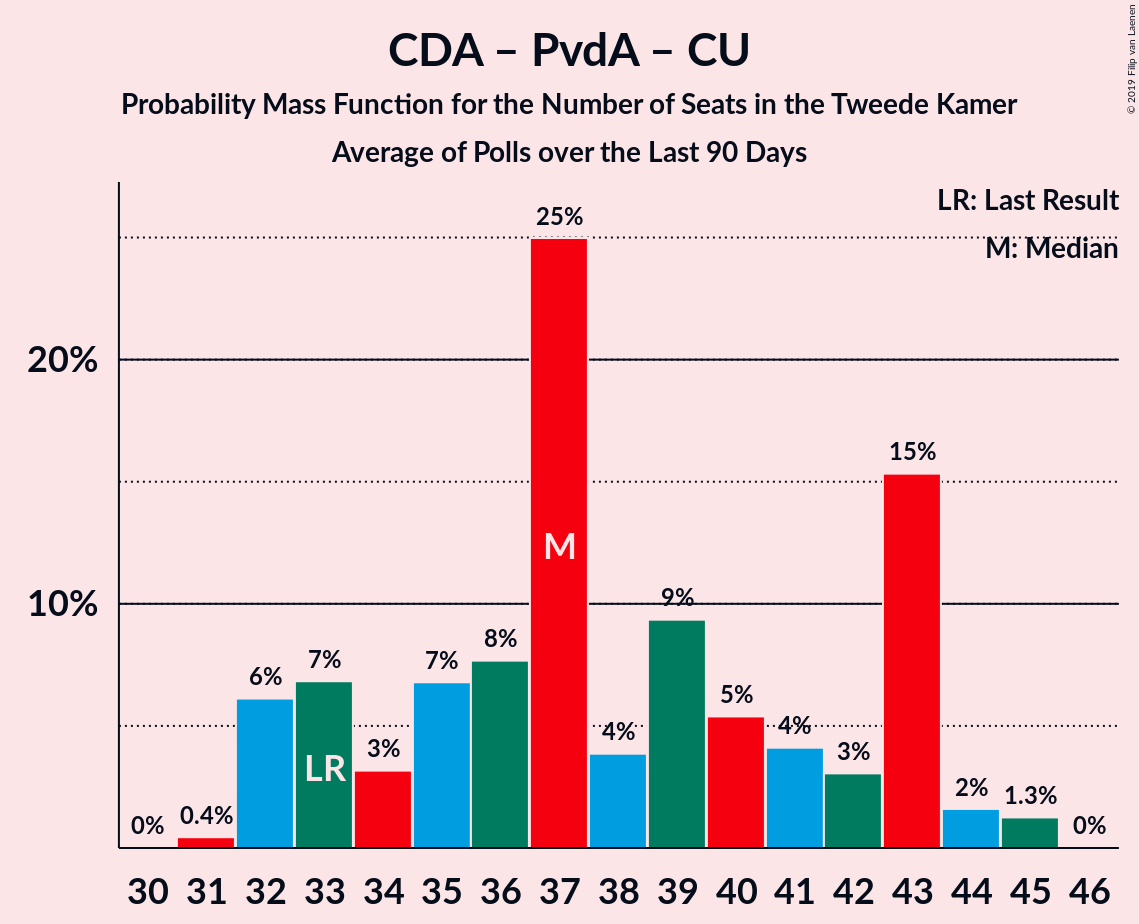 CDA – PvdA – CU
Probability Mass Function for the Number of Seats in the Tweede Kamer
Average of Polls over the Last 90 Days
© 2019 Filip van Laenen
LR: Last Result
M: Median
20%
10%
0%
0.4%
6%
7%
3%
7%
8%
25%
4%
9%
5%
4%
3%
15%
2%
1.3%
0%
LR
M
30 31 32 33 34 35 36 37 38 39 40 41 42 43 44 45 46